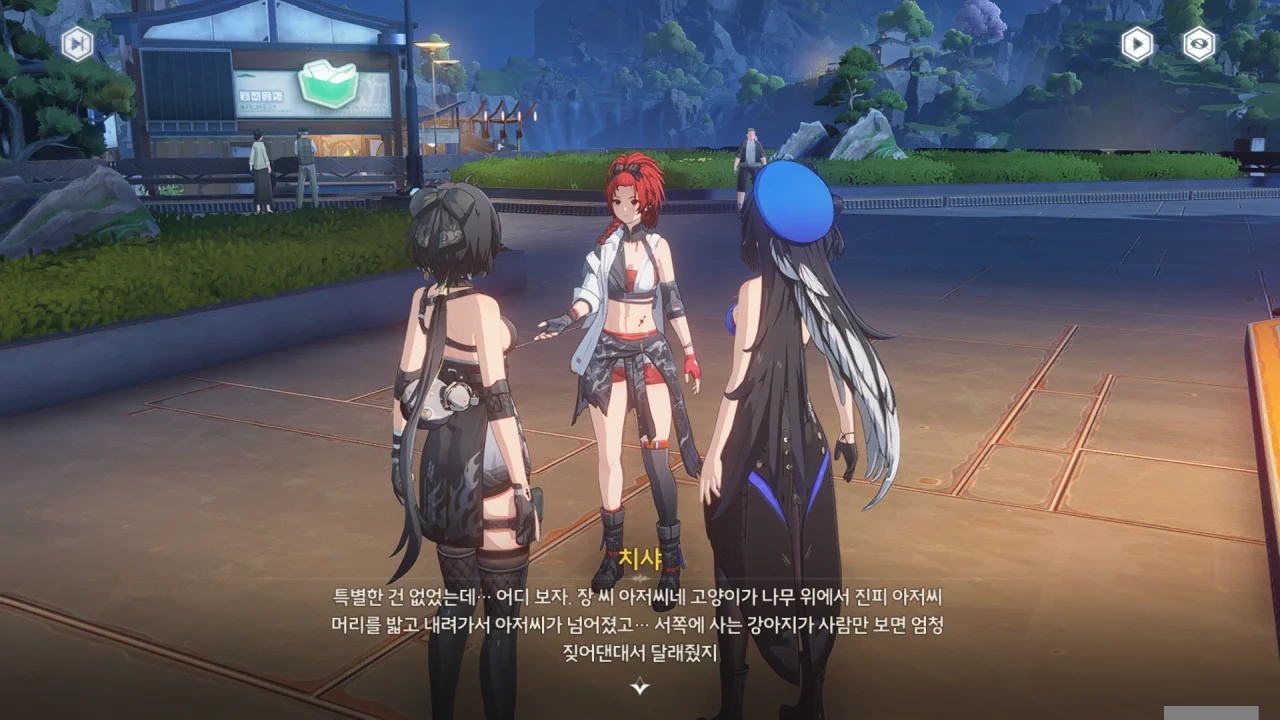 치샤
특별한 건 없었는데… 어디 보자. 장 씨 아저씨네 고양이가 나무 위에서 진피 아저씨
머리를 밟고 내려가서 아저씨가 넘어졌고… 서쪽에 사는 강아지가 사람만 보면 엄청
짖어댄대서 달래줬지